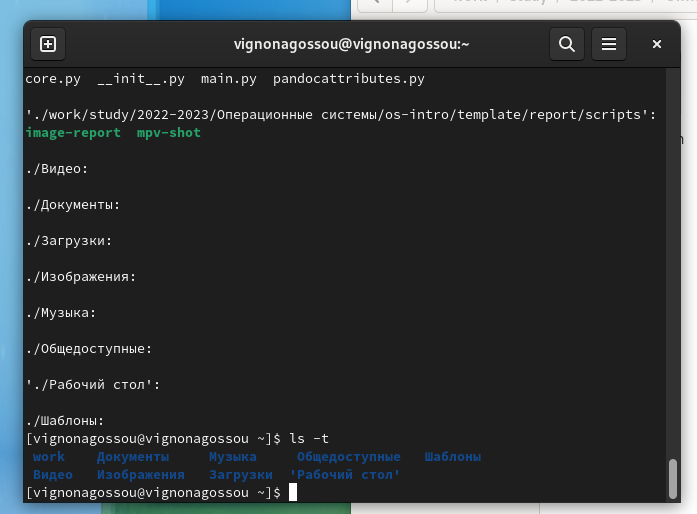 vignonagossou@vignonagossou:~
core.py  __init__.py  main.py  pandocattributes.py
'./work/study/2022-2023/Операционные системы/os-intro/template/report/scripts':
image-report  mpv-shot
./Видео:
./Документы:
./Загрузки:
./Изображения:
./Музыка:
./Общедоступные:
'./Рабочий стол':
./Шаблоны:
[vignonagossou@vignonagossou ~]$ ls -t
work    Документы     Музыка     Общедоступные   Шаблоны
Видео   Изображения   Загрузки  'Рабочий стол'
[vignonagossou@vignonagossou ~]$